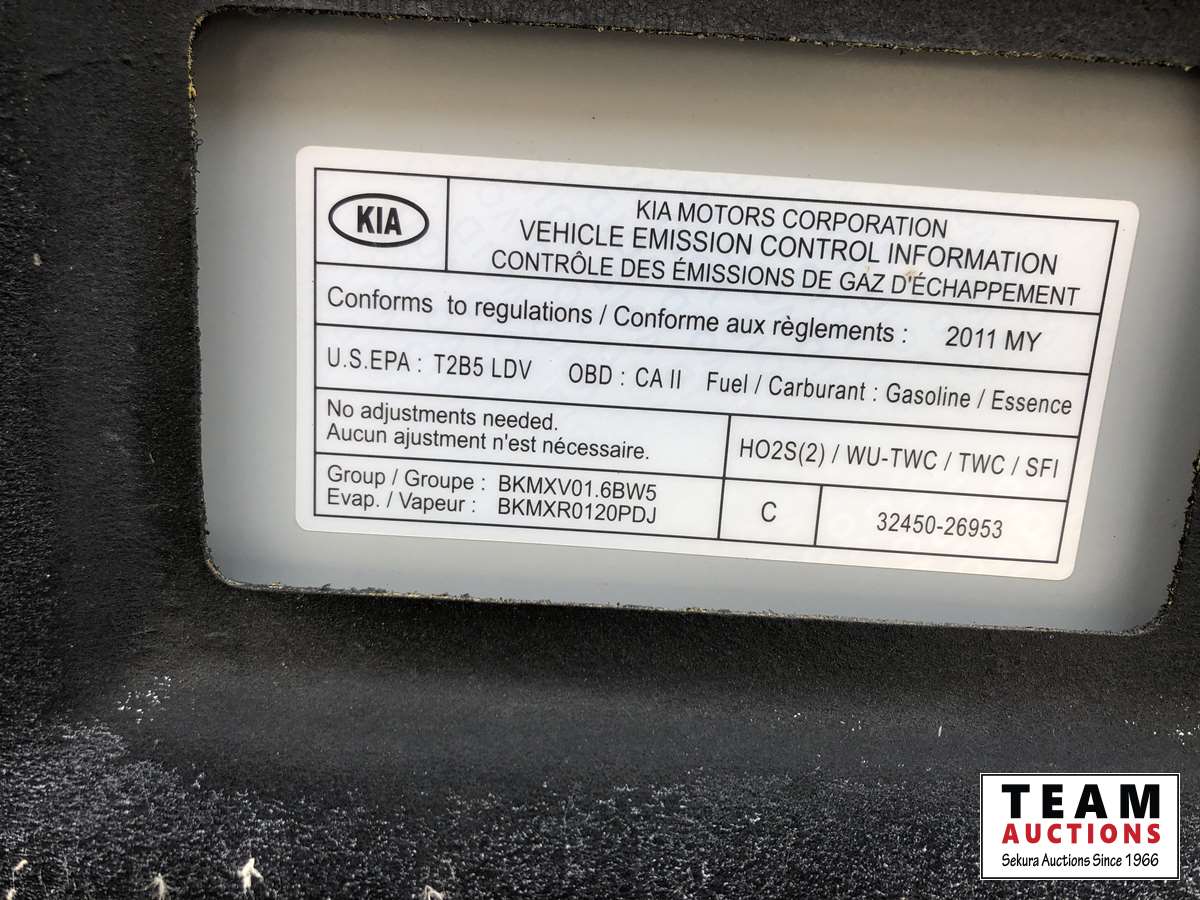 KIA
KIA MOTORS CORPORATION
VEHICLE EMISSION CONTROL INFORMATION
CONTRÔLE DES ÉMISSIONS DE GAZ D'ÉCHAPPEMENT
Conforms to regulations / Conforme aux règlements : 2011 MY
U.S.EPA : T2B5 LDV OBD : CA II Fuel / Carburant : Gasoline / Essence
No adjustments needed.
Aucun ajustment n'est nécessaire.
HO2S(2) / WU-TWC / TWC / SFI
Group / Groupe : BKMXV01.6BW5
Evap. / Vapeur : BKMXR0120PDJ
C
32450-26953
TEAM
AUCTIONS
Sekura Auctions Since 1966